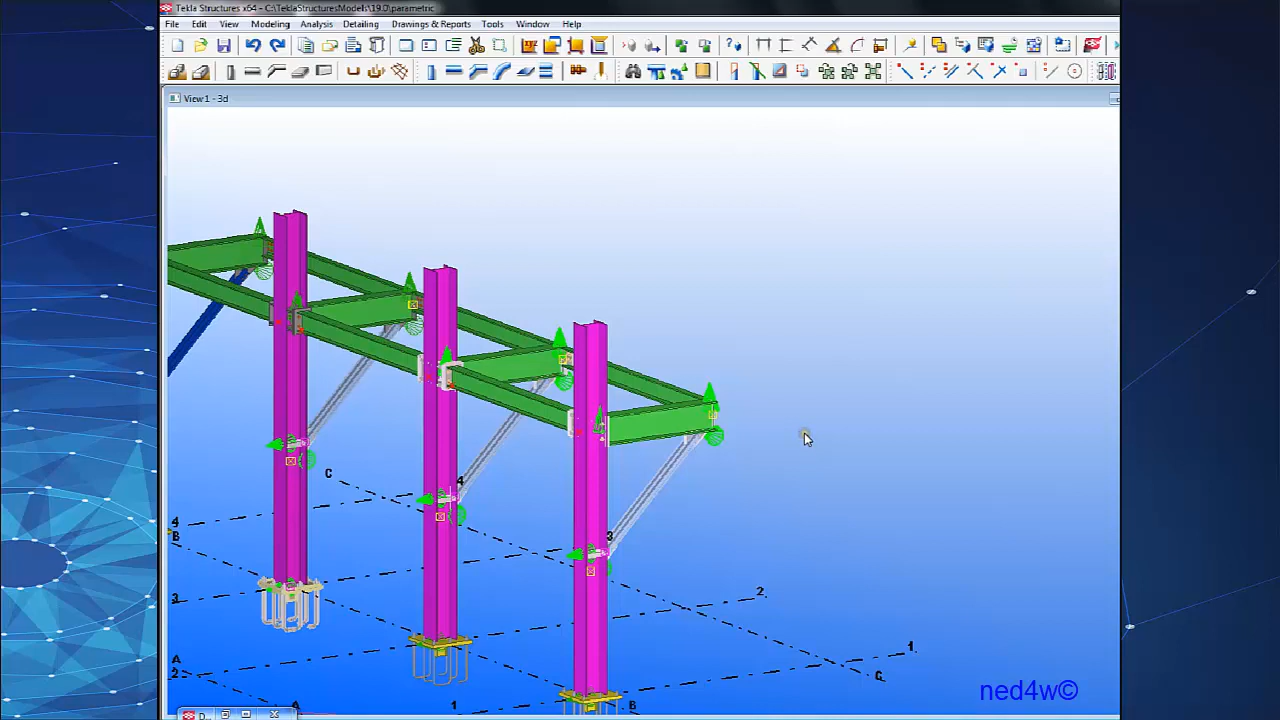 Tekla Structures x64 - C:\TeklaStructuresModels\19.0\parametric
File Edit View Modeling Analysis Detailing Drawings & Reports Tools Window Help
View 1 - 3d
C
4
4
B
3
2
3
1
A
2
C
A
1
B
D...
ned4w©